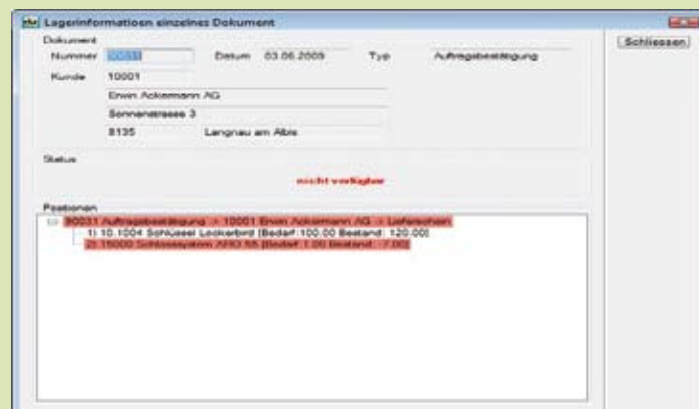 Lagerinformatioen einzelnes Dokument
Schliessen
Dokument
Nummer 90031 Datum 03.06.2009 Typ Auftragsbestätigung
Kunde 10001
Erwin Ackermann AG
Sonnenstrasse 3
8135 Langnau am Albis
Status
nicht verfügbar
Positionen
90031 Auftragsbestätigung -> 10001 Erwin Ackermann AG -> Lieferschein
1) 10.1004 Schlüssel Lockerbird [Bedarf:100.00 Bestand: 120.00]
2) 15000 Schlosssystem ARO 55 [Bedarf:1.00 Bestand: -7.00]